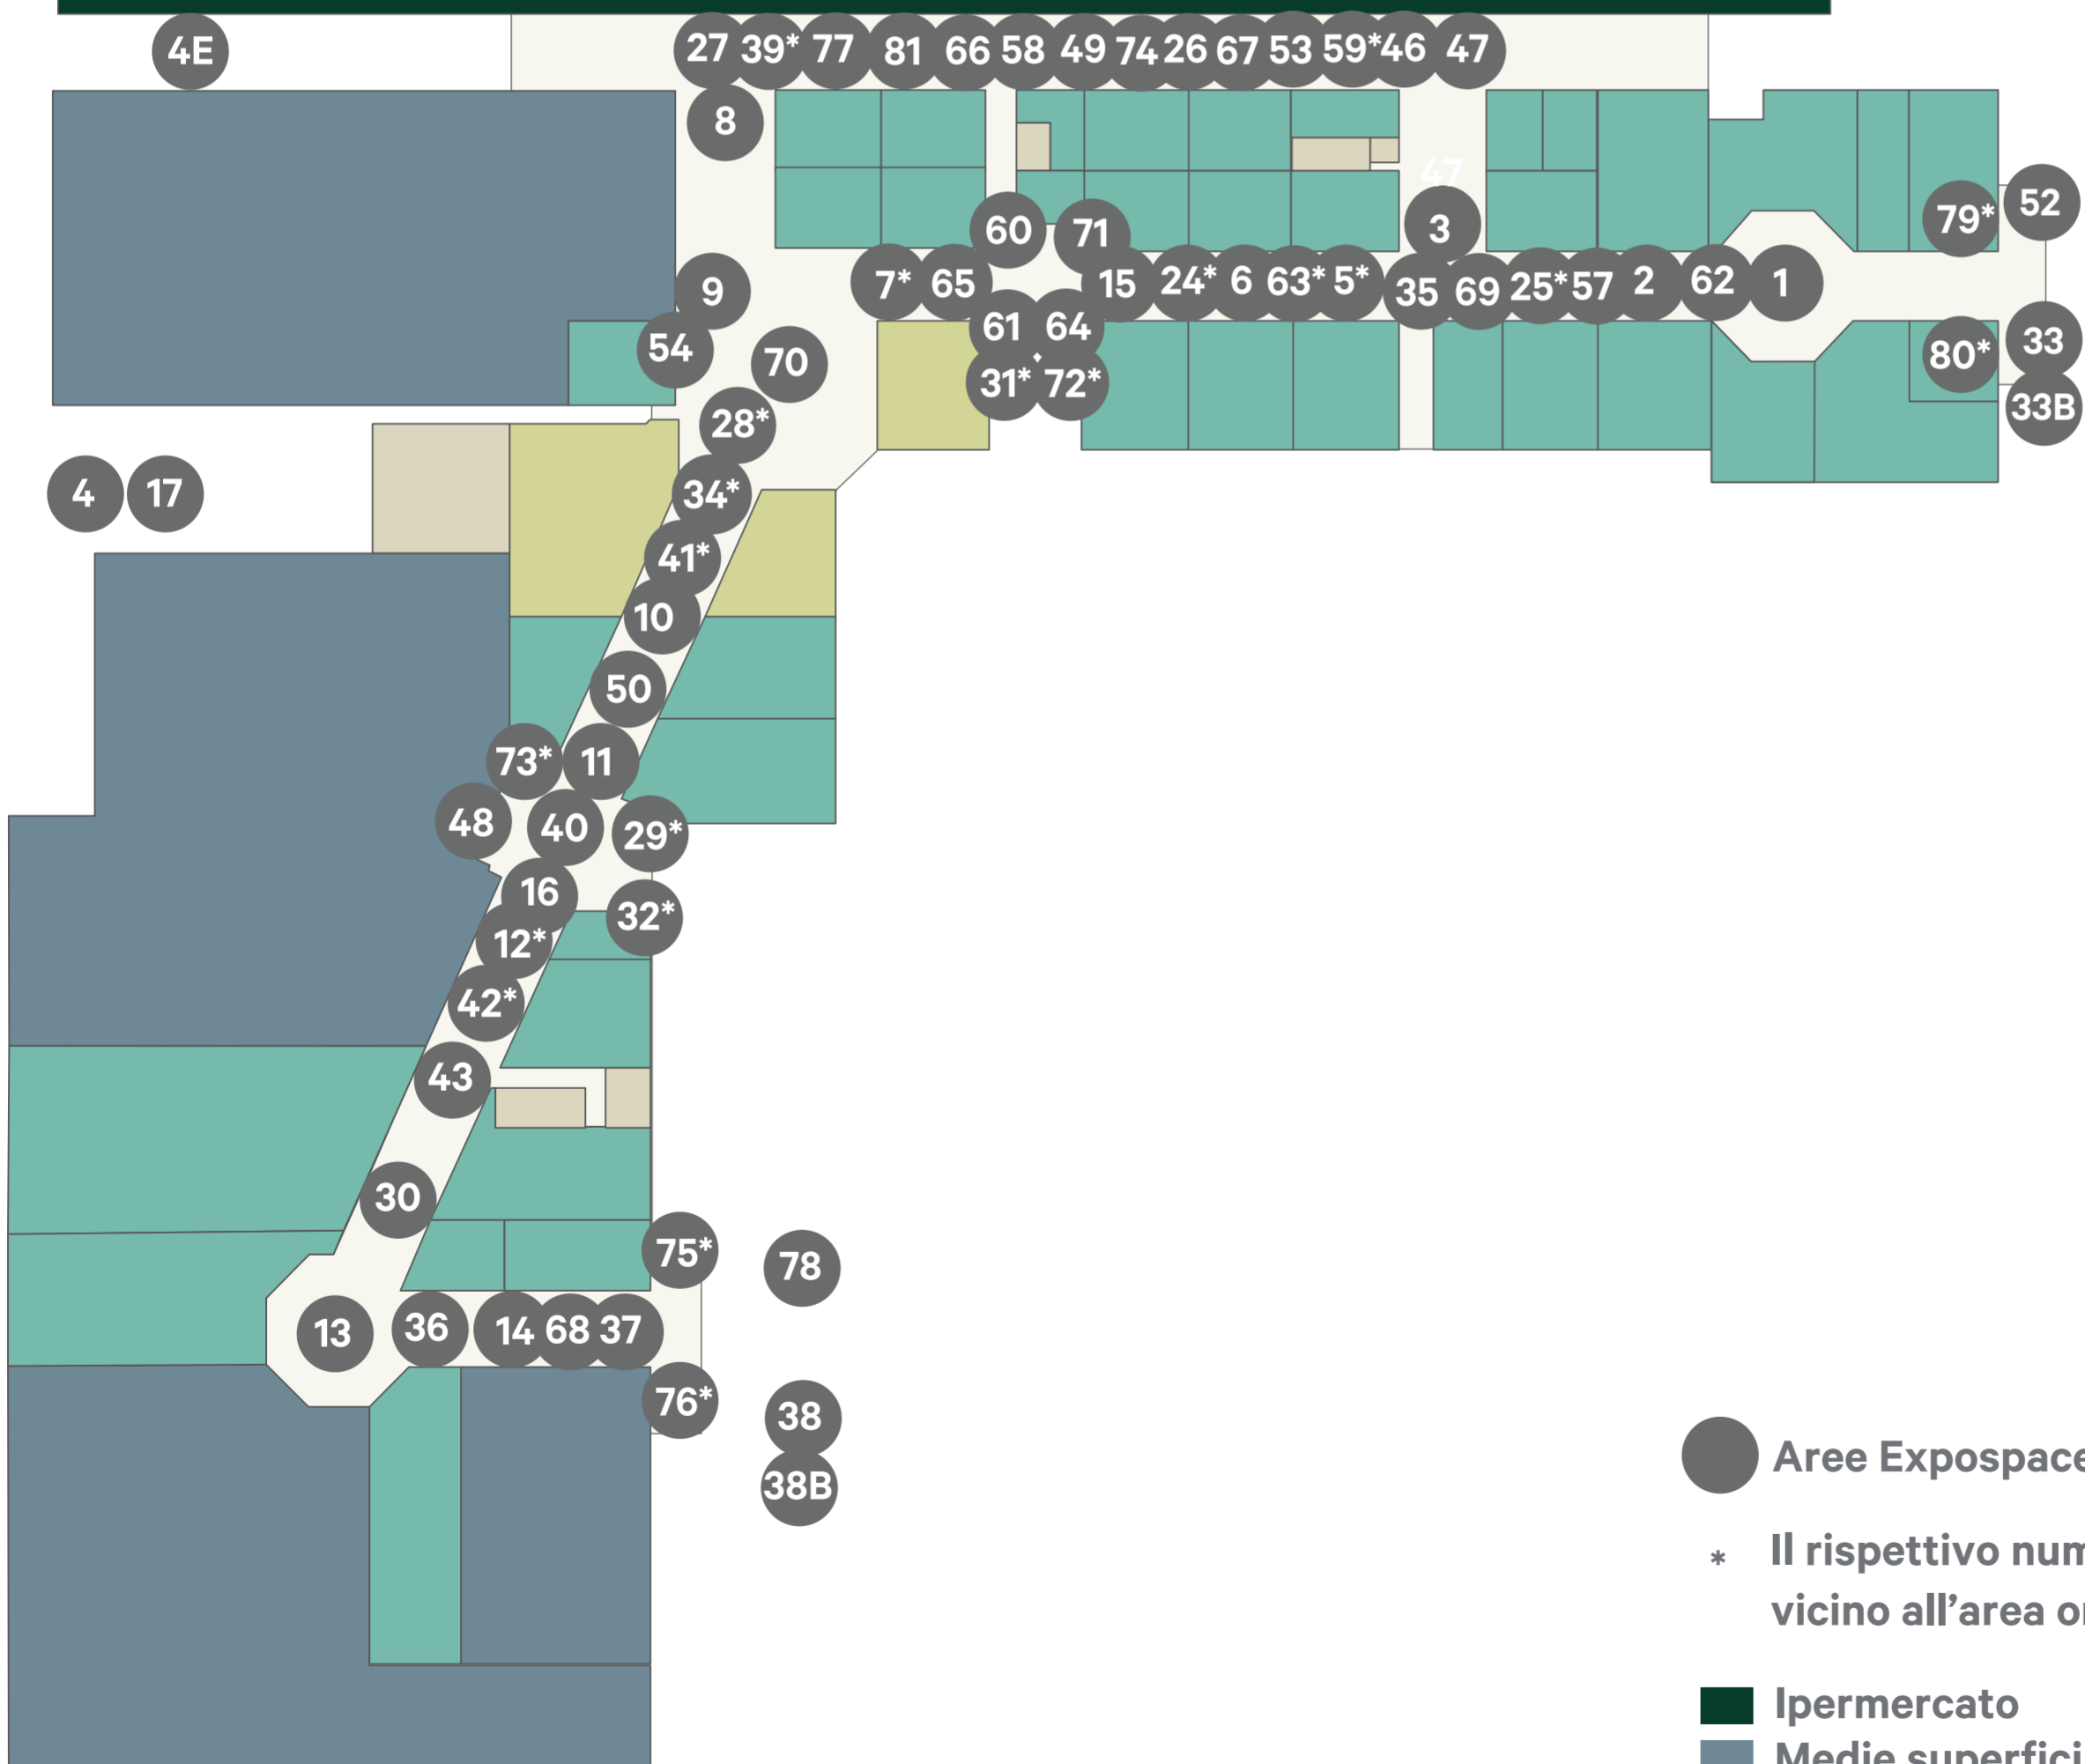 4E
27 39* 77 81 66 58 49 74 26 67 53 59* 46 47
8
47
79* 52
60 71 3
9 7* 65 15 24* 6 63* 5* 35 69 25* 57 2 62 1
61 64
54 70 80* 33
31* 72*
28* 33B
4 17 34*
41*
10
50
73* 11
48 40 29*
16
32*
12*
42*
43
30
75* 78
13 36 14 68 37
76* 38
38B
Aree Expospace
* Il rispettivo num
vicino all’area
Ipermercato
Medie superfici